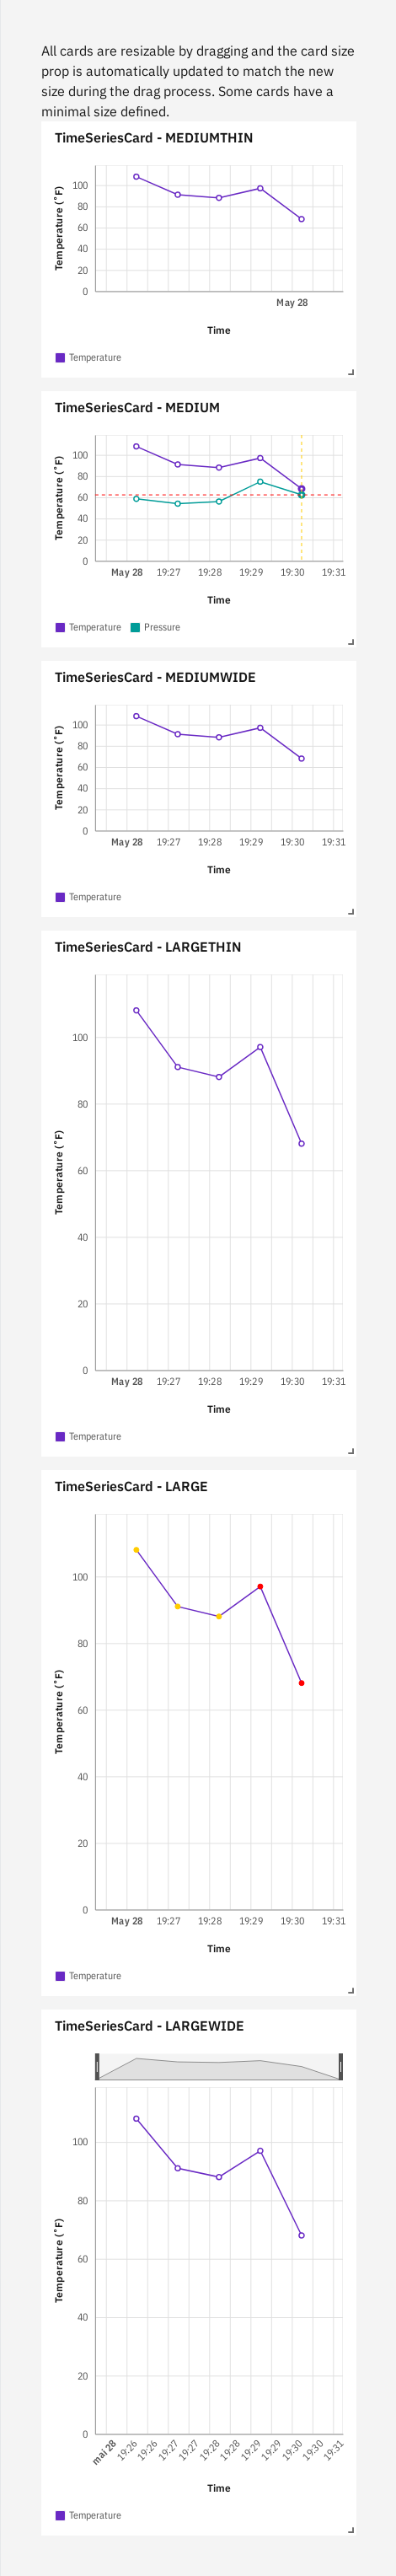 All cards are resizable by dragging and the card size
prop is automatically updated to match the new
size during the drag process. Some cards have a
minimal size defined.
TimeSeriesCard - MEDIUMTHIN
Temperature (˚F)
100
80
60
40
20
0
May 28
Time
Temperature
TimeSeriesCard - MEDIUM
Temperature (˚F)
100
80
60
40
20
0
May 28 19:27 19:28 19:29 19:30 19:31
Time
Temperature Pressure
TimeSeriesCard - MEDIUMWIDE
Temperature (˚F)
100
80
60
40
20
0
May 28 19:27 19:28 19:29 19:30 19:31
Time
Temperature
TimeSeriesCard - LARGETHIN
Temperature (˚F)
100
80
60
40
20
0
May 28 19:27 19:28 19:29 19:30 19:31
Time
Temperature
TimeSeriesCard - LARGE
Temperature (˚F)
100
80
60
40
20
0
May 28 19:27 19:28 19:29 19:30 19:31
Time
Temperature
TimeSeriesCard - LARGEWIDE
Temperature (˚F)
100
80
60
40
20
0
mai 28 19:26 19:26 19:27 19:27 19:28 19:28 19:29 19:29 19:30 19:30 19:31
Time
Temperature